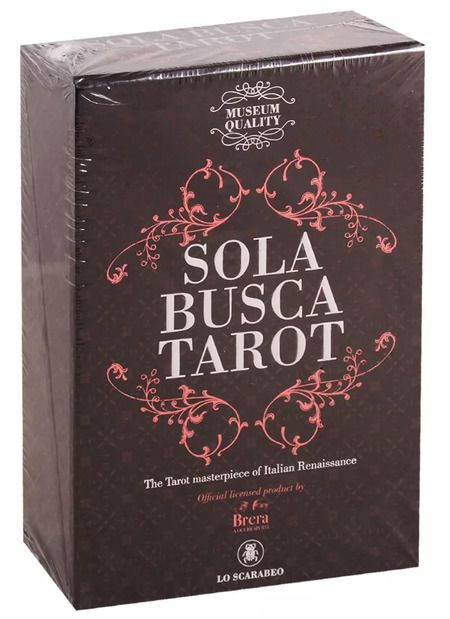 SOLA BUSCA
TAROT
MUSEUM
QUALITY
SOLA
BUSCA
TAROT
The Tarot masterpiece of Italian Renaissance
Official licensed product by
Brera
LO SCARABEO